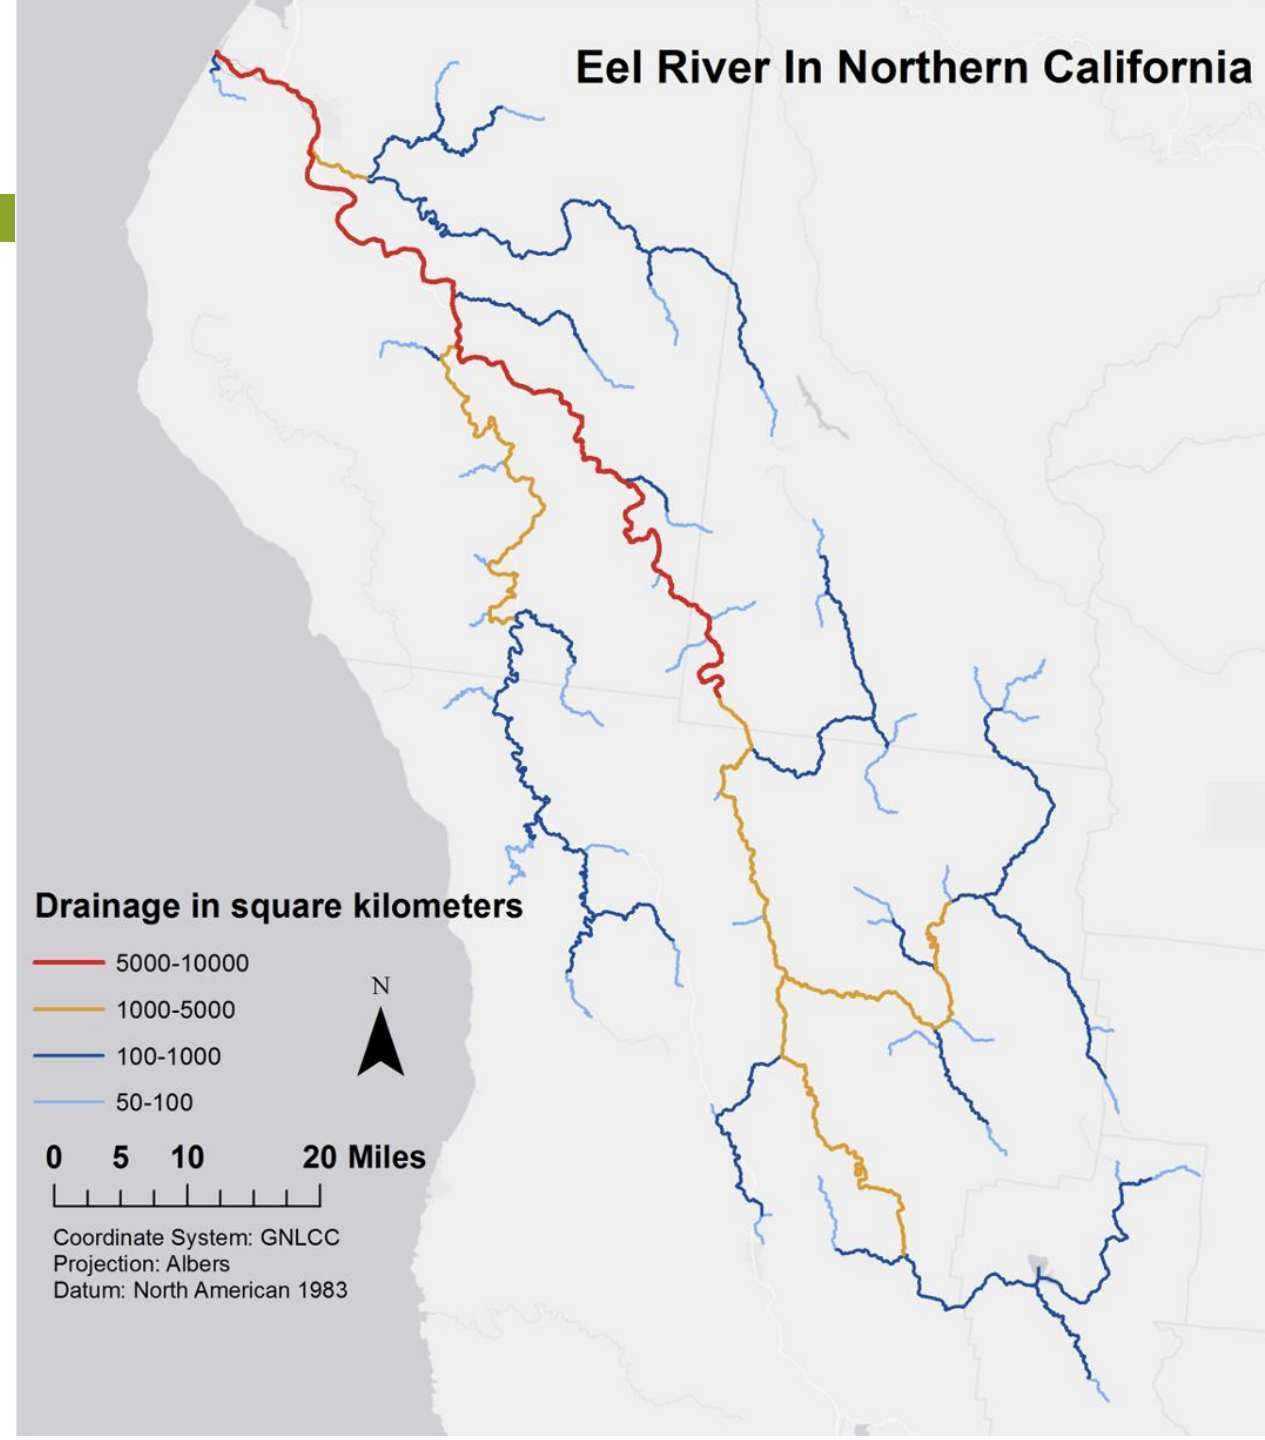 Eel River In Northern California
Drainage in square kilometers
5000-10000
1000-5000
100-1000
50-100
N
0 5 10 20 Miles
Coordinate System: GNLCC
Projection: Albers
Datum: North American 1983